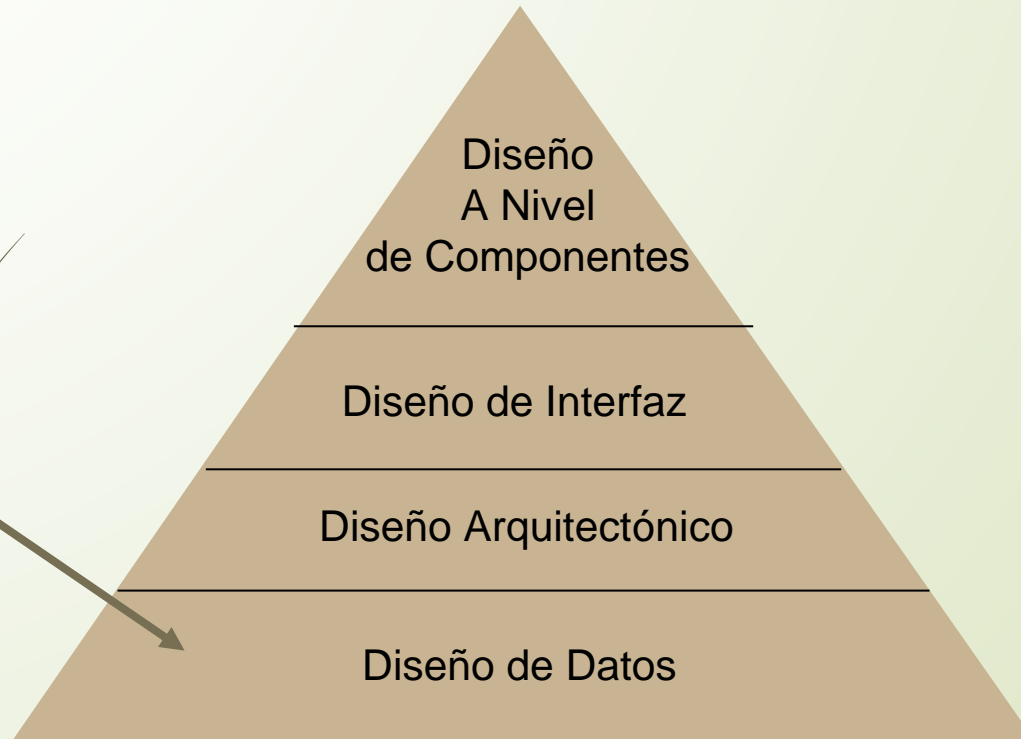 Diseño
A Nivel
de Componentes
Diseño de Interfaz
Diseño Arquitectónico
Diseño de Datos